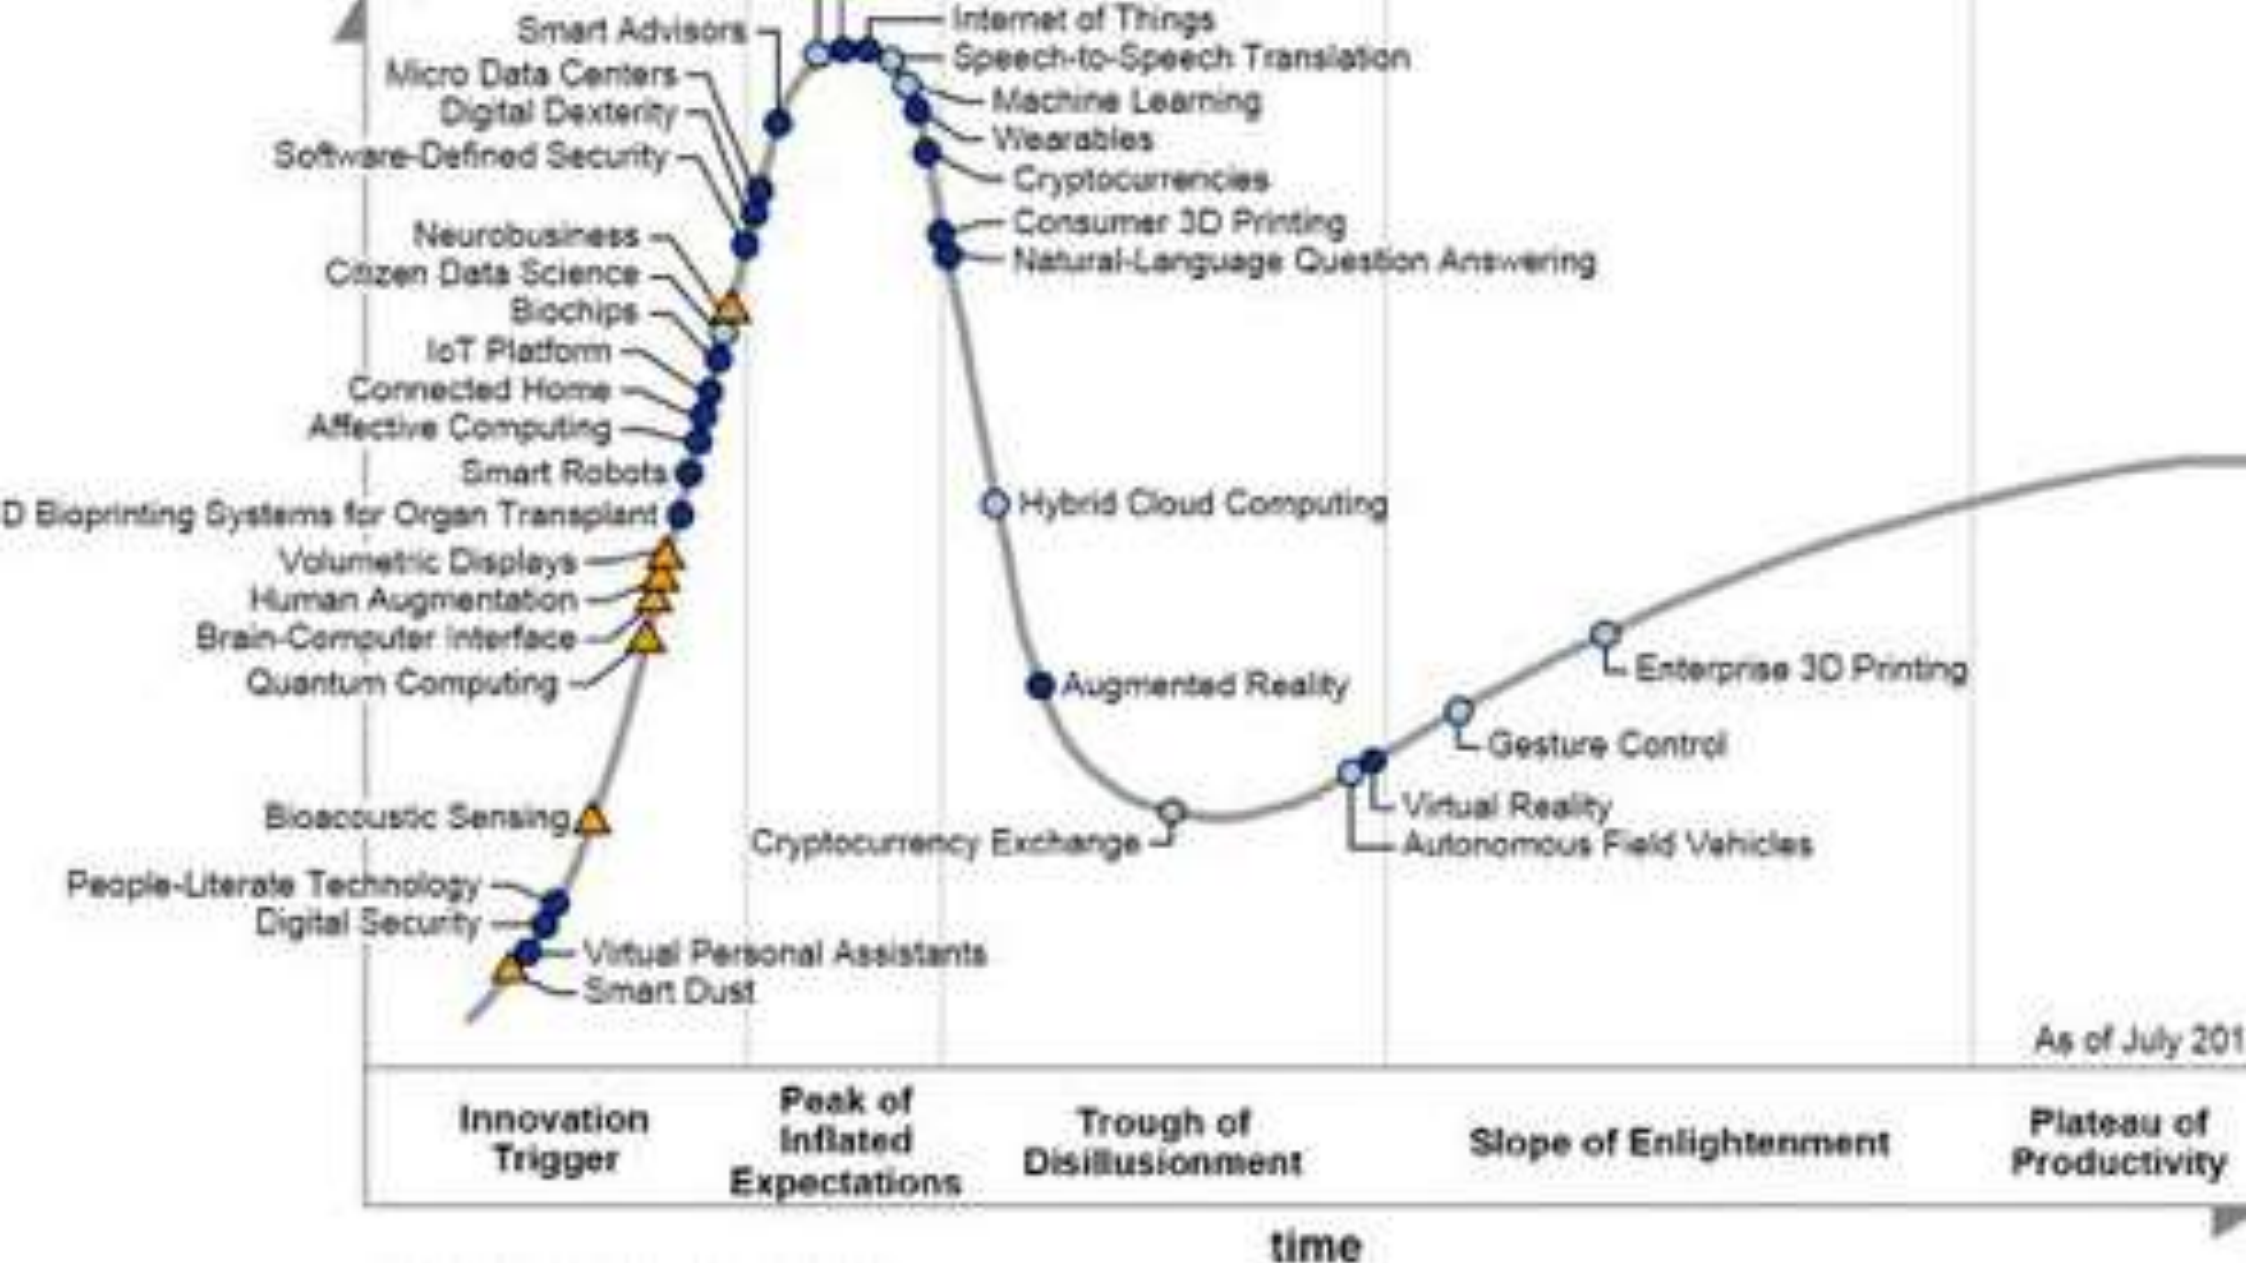 Smart Advisors
Micro Data Centers
Digital Dexterity
Software-Defined Security
Neurobusiness
Citizen Data Science
Biochips
IoT Platform
Connected Home
Affective Computing
Smart Robots
D Bioprinting Systems for Organ Transplant
Volumetric Displays
Human Augmentation
Brain-Computer Interface
Quantum Computing
Bioacoustic Sensing
People-Literate Technology
Digital Security
Virtual Personal Assistants
Smart Dust
Internet of Things
Speech-to-Speech Translation
Machine Learning
Wearables
Cryptocurrencies
Consumer 3D Printing
Natural-Language Question Answering
Hybrid Cloud Computing
Augmented Reality
Cryptocurrency Exchange
Autonomous Field Vehicles
Virtual Reality
Gesture Control
Enterprise 3D Printing
As of July 201
Innovation
Trigger
Peak of
Inflated
Expectations
Trough of
Disillusionment
Slope of Enlightenment
Plateau of
Productivity
time